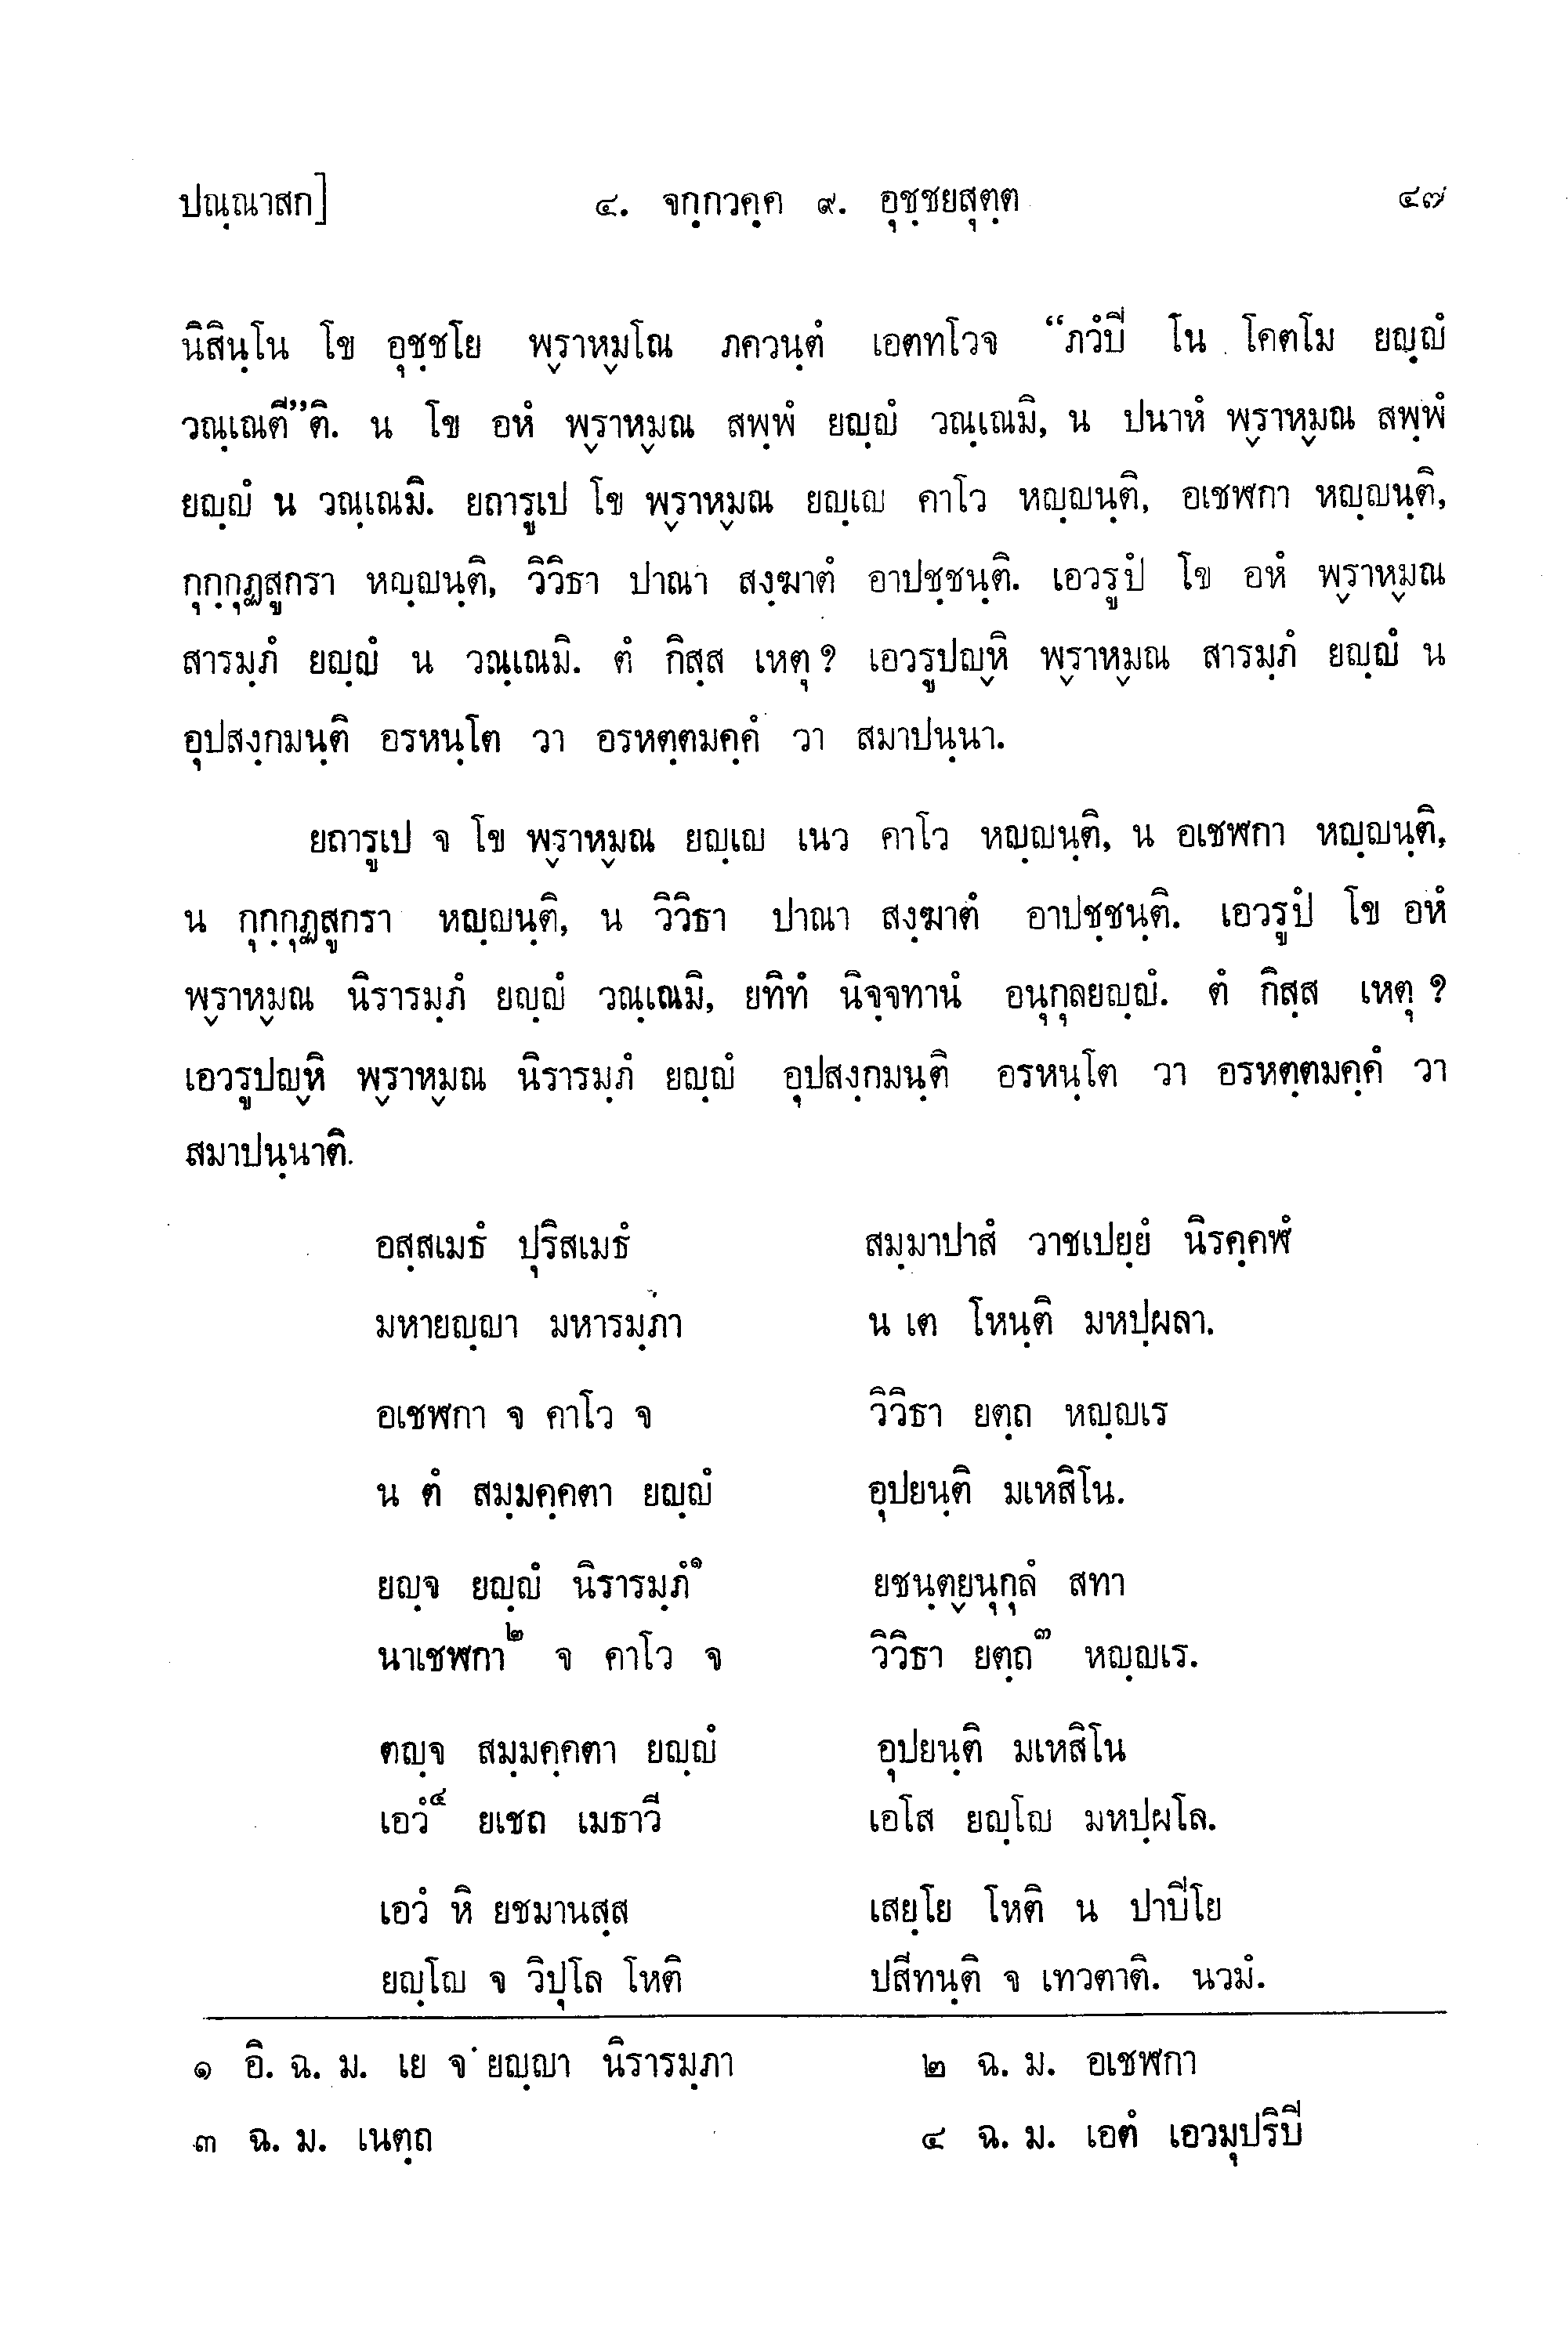 ปณฺณาสก] ๔. จกฺกวคฺค ๙. อุชฺชยสุตฺต ๔๗
นิสินฺโน โข อุชฺชโย พฺราหฺมโณ ภควนฺตํ เอตทโวจ “ภวํปิ โน โคตโม ยญฺญํ
วณฺเณตี”ติ. น โข อหํ พฺราหฺมณ สพฺพํ ยญฺญํ วณฺเณมิ, น ปนาหํ พฺราหฺมณ สพฺพํ
ยญฺญํ น วณฺเณมิ. ยถารูเป โข พฺราหฺมณ ยญฺเญ คาโว หญฺญนฺติ, อเชฬกา หญฺญนฺติ,
กุกฺกุฏสูกรา หญฺญนฺติ, วิวิธา ปาณา สงฺฆาตํ อาปชฺชนฺติ. เอวรูปํ โข อหํ พฺราหฺมณ
สารมฺภํ ยญฺญํ น วณฺเณมิ. ตํ กิสฺส เหตุ ? เอวรูปญฺหิ พฺราหฺมณ สารมฺภํ ยญฺญํ น
อุปสงฺกมนฺติ อรหนฺโต วา อรหตฺตมคฺคํ วา สมาปนฺนา.
ยถารูเป จ โข พฺราหฺมณ ยญฺเญ เนว คาโว หญฺญนฺติ, น อเชฬกา หญฺญนฺติ,
น กุกฺกุฏสูกรา หญฺญนฺติ, น วิวิธา ปาณา สงฺฆาตํ อาปชฺชนฺติ. เอวรูปํ โข อหํ
พฺราหฺมณ นิรารมฺภํ ยญฺญํ วณฺเณมิ, ยทิทํ นิจฺจทานํ อนุกุลยญฺญํ. ตํ กิสฺส เหตุ ?
เอวรูปญฺหิ พฺราหฺมณ นิรารมฺภํ ยญฺญํ อุปสงฺกมนฺติ อรหนฺโต วา อรหตฺตมคฺคํ วา
สมาปนฺนาติ.
อสฺสเมธํ ปุริสเมธํ สมฺมาปาสํ วาชเปยฺยํ นิรคฺคฬํ
มหายญฺญา มหารมฺภา น เต โหนฺติ มหปฺผลา.
อเชฬกา จ คาโว จ วิวิธา ยตฺถ หญฺญเร
น ตํ สมฺมคฺคตา ยญฺญํ อุปยนฺติ มเหสิโน.
ยญฺจ ยญฺญํ นิรารมฺภํ๑ ยชนฺตฺยนุกุลํ สทา
นาเชฬกา๒ จ คาโว จ วิวิธา ยตฺถ๓ หญฺญเร.
ตญฺจ สมฺมคฺคตา ยญฺญํ อุปยนฺติ มเหสิโน
เอวํ๔ ยเชถ เมธาวี เอโส ยญฺโญ มหปฺผโล.
เอวํ หิ ยชมานสฺส เสยฺโย โหติ น ปาปิโย
ยญฺโญ จ วิปุโล โหติ ปสีทนฺติ จ เทวตาติ. นวมํ.
๑ อิ. ฉ. ม. เย จ ยญฺญา นิรารมฺภา ๒ ฉ. ม. อเชฬกา
๓ ฉ. ม. เนตฺถ ๔ ฉ. ม. เอตํ เอวมุปริปิ